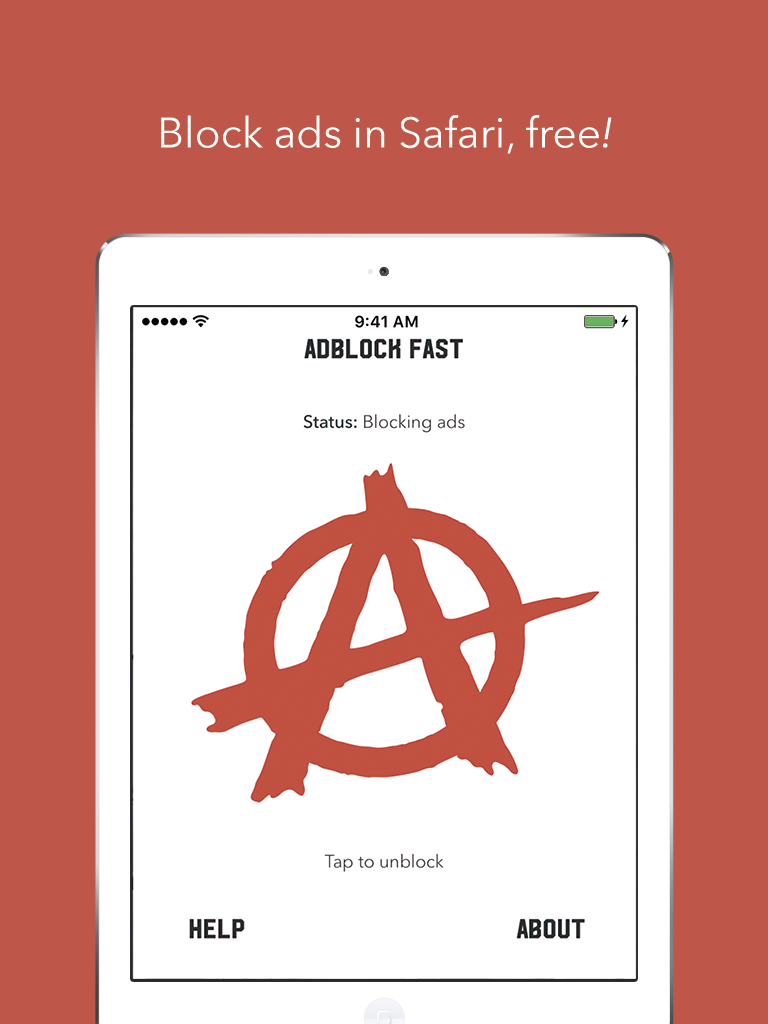 Block ads in Safari, free!
9:41 AM
ADBLOCK FAST
Status: Blocking ads
Tap to unblock
HELP ABOUT